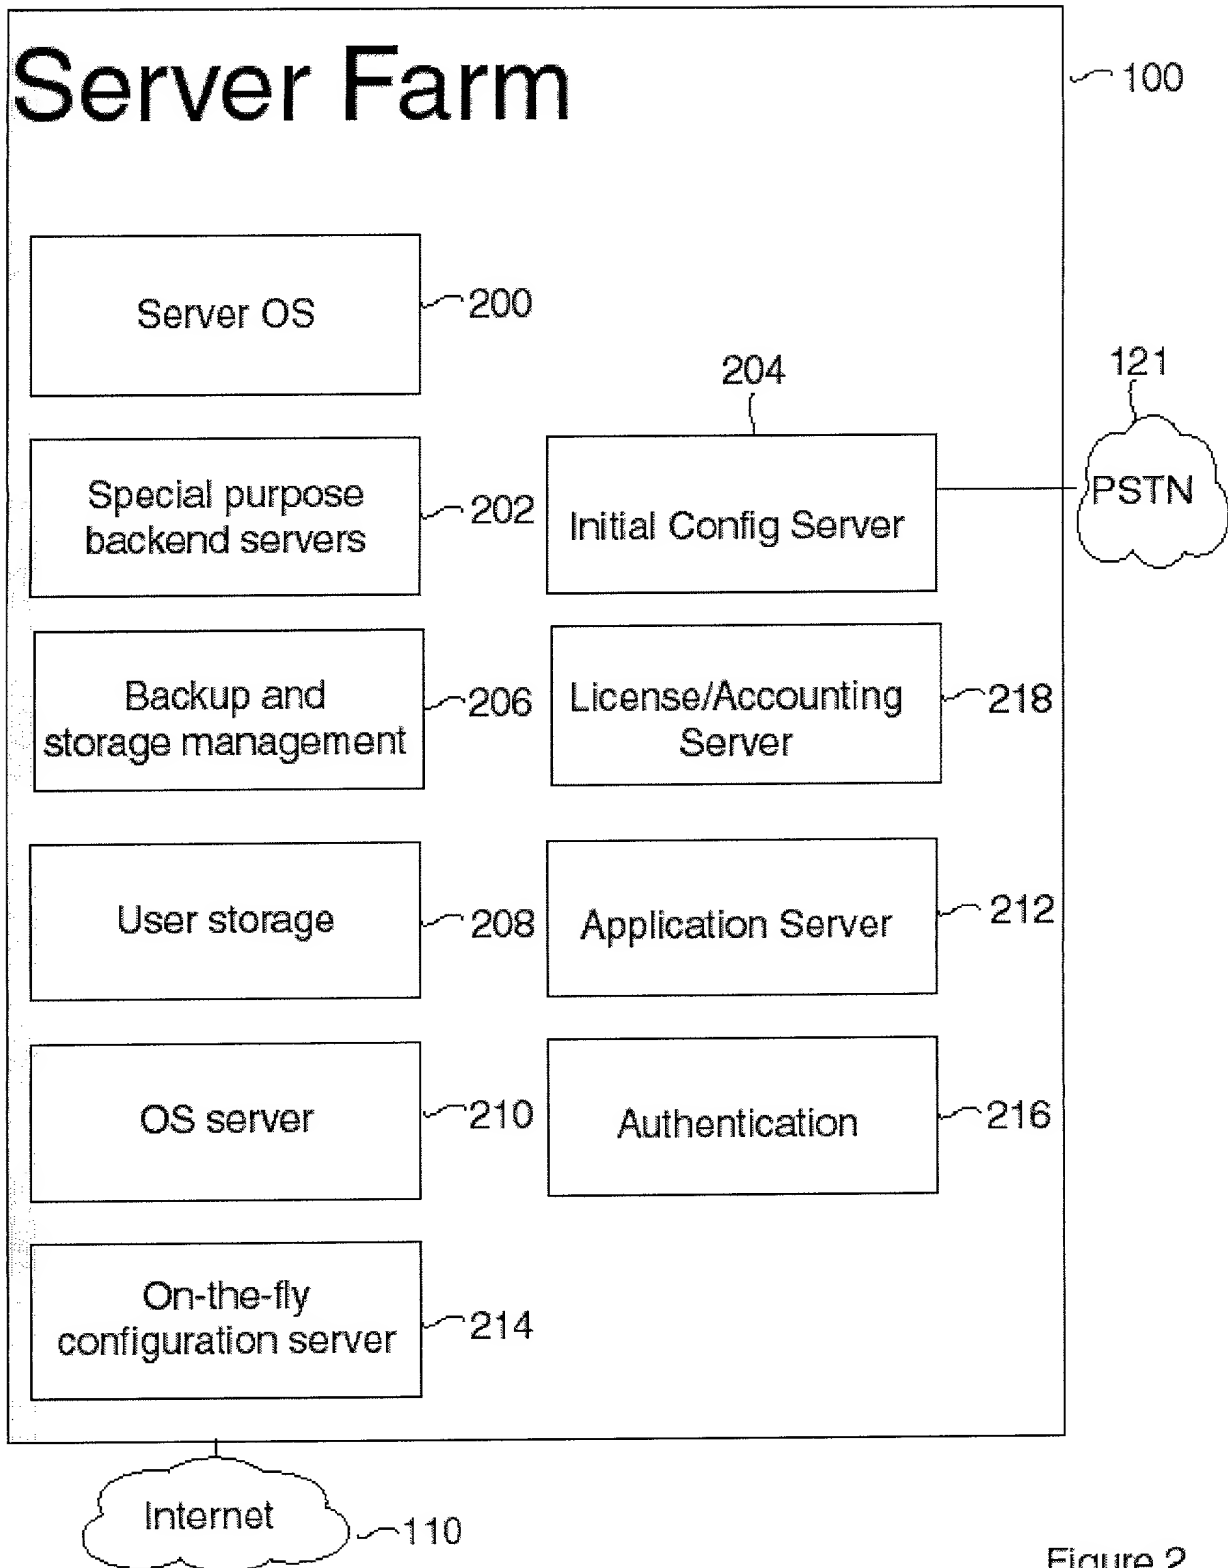 Server Farm
100
Server OS
200
204
121
Special purpose
backend servers
202
Initial Config Server
PSTN
Backup and
storage management
206
License/Accounting
Server
218
User storage
208
Application Server
212
OS server
210
Authentication
216
On-the-fly
configuration server
214
Internet
110
Figure 2